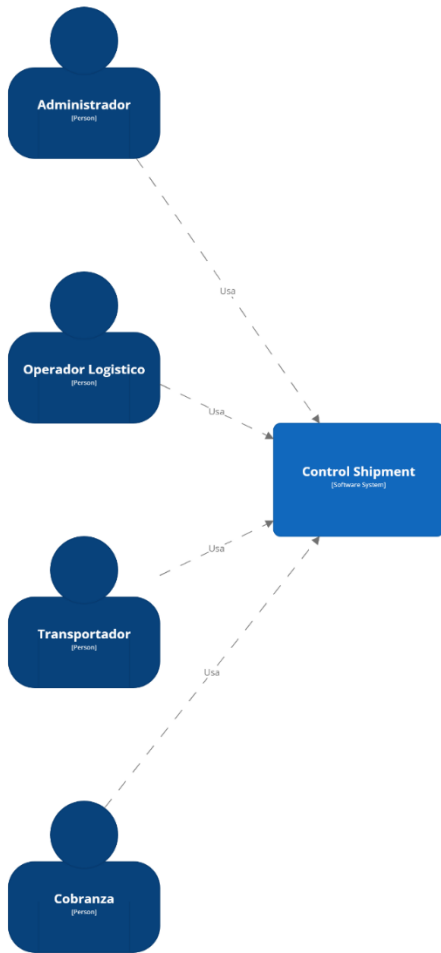 Administrador
[Person]
Usa
Operador Logistico
[Person]
Usa
Control Shipment
[Software System]
Usa
Transportador
[Person]
Usa
Cobranza
[Person]